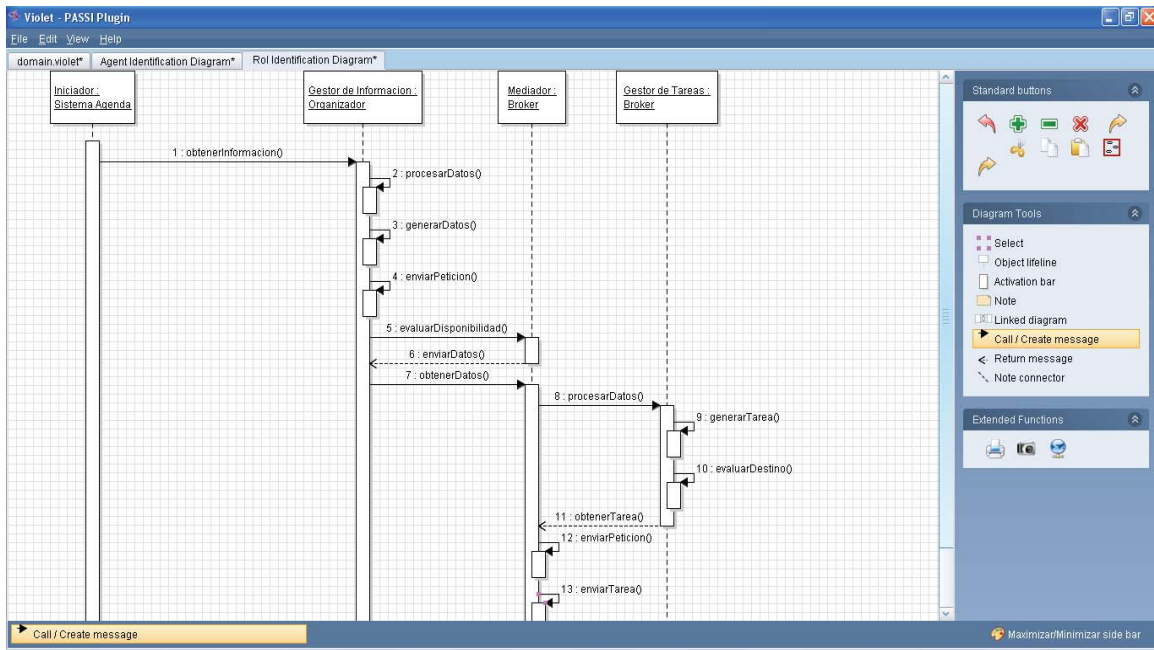 Violet - PASSI Plugin
File Edit View Help
domain.violet* Agent Identification Diagram* Rol Identification Diagram*
Iniciador :
Sistema Agenda
Gestor de Informacion :
Organizador
Mediador :
Broker
Gestor de Tareas :
Broker
1 : obtenerInformacion()
2 : procesarDatos()
3 : generarDatos()
4 : enviarPeticion()
5 : evaluarDisponibilidad()
6 : enviarDatos()
7 : obtenerDatos()
8 : procesarDatos()
9 : generarTarea()
10 : evaluarDestino()
11 : obtenerTarea()
12 : enviarPeticion()
13 : enviarTarea()
Standard buttons
Diagram Tools
Select
Object lifeline
Activation bar
Note
Linked diagram
Call / Create message
Return message
Note connector
Extended Functions
Call / Create message
Maximizar/Minimizar side bar